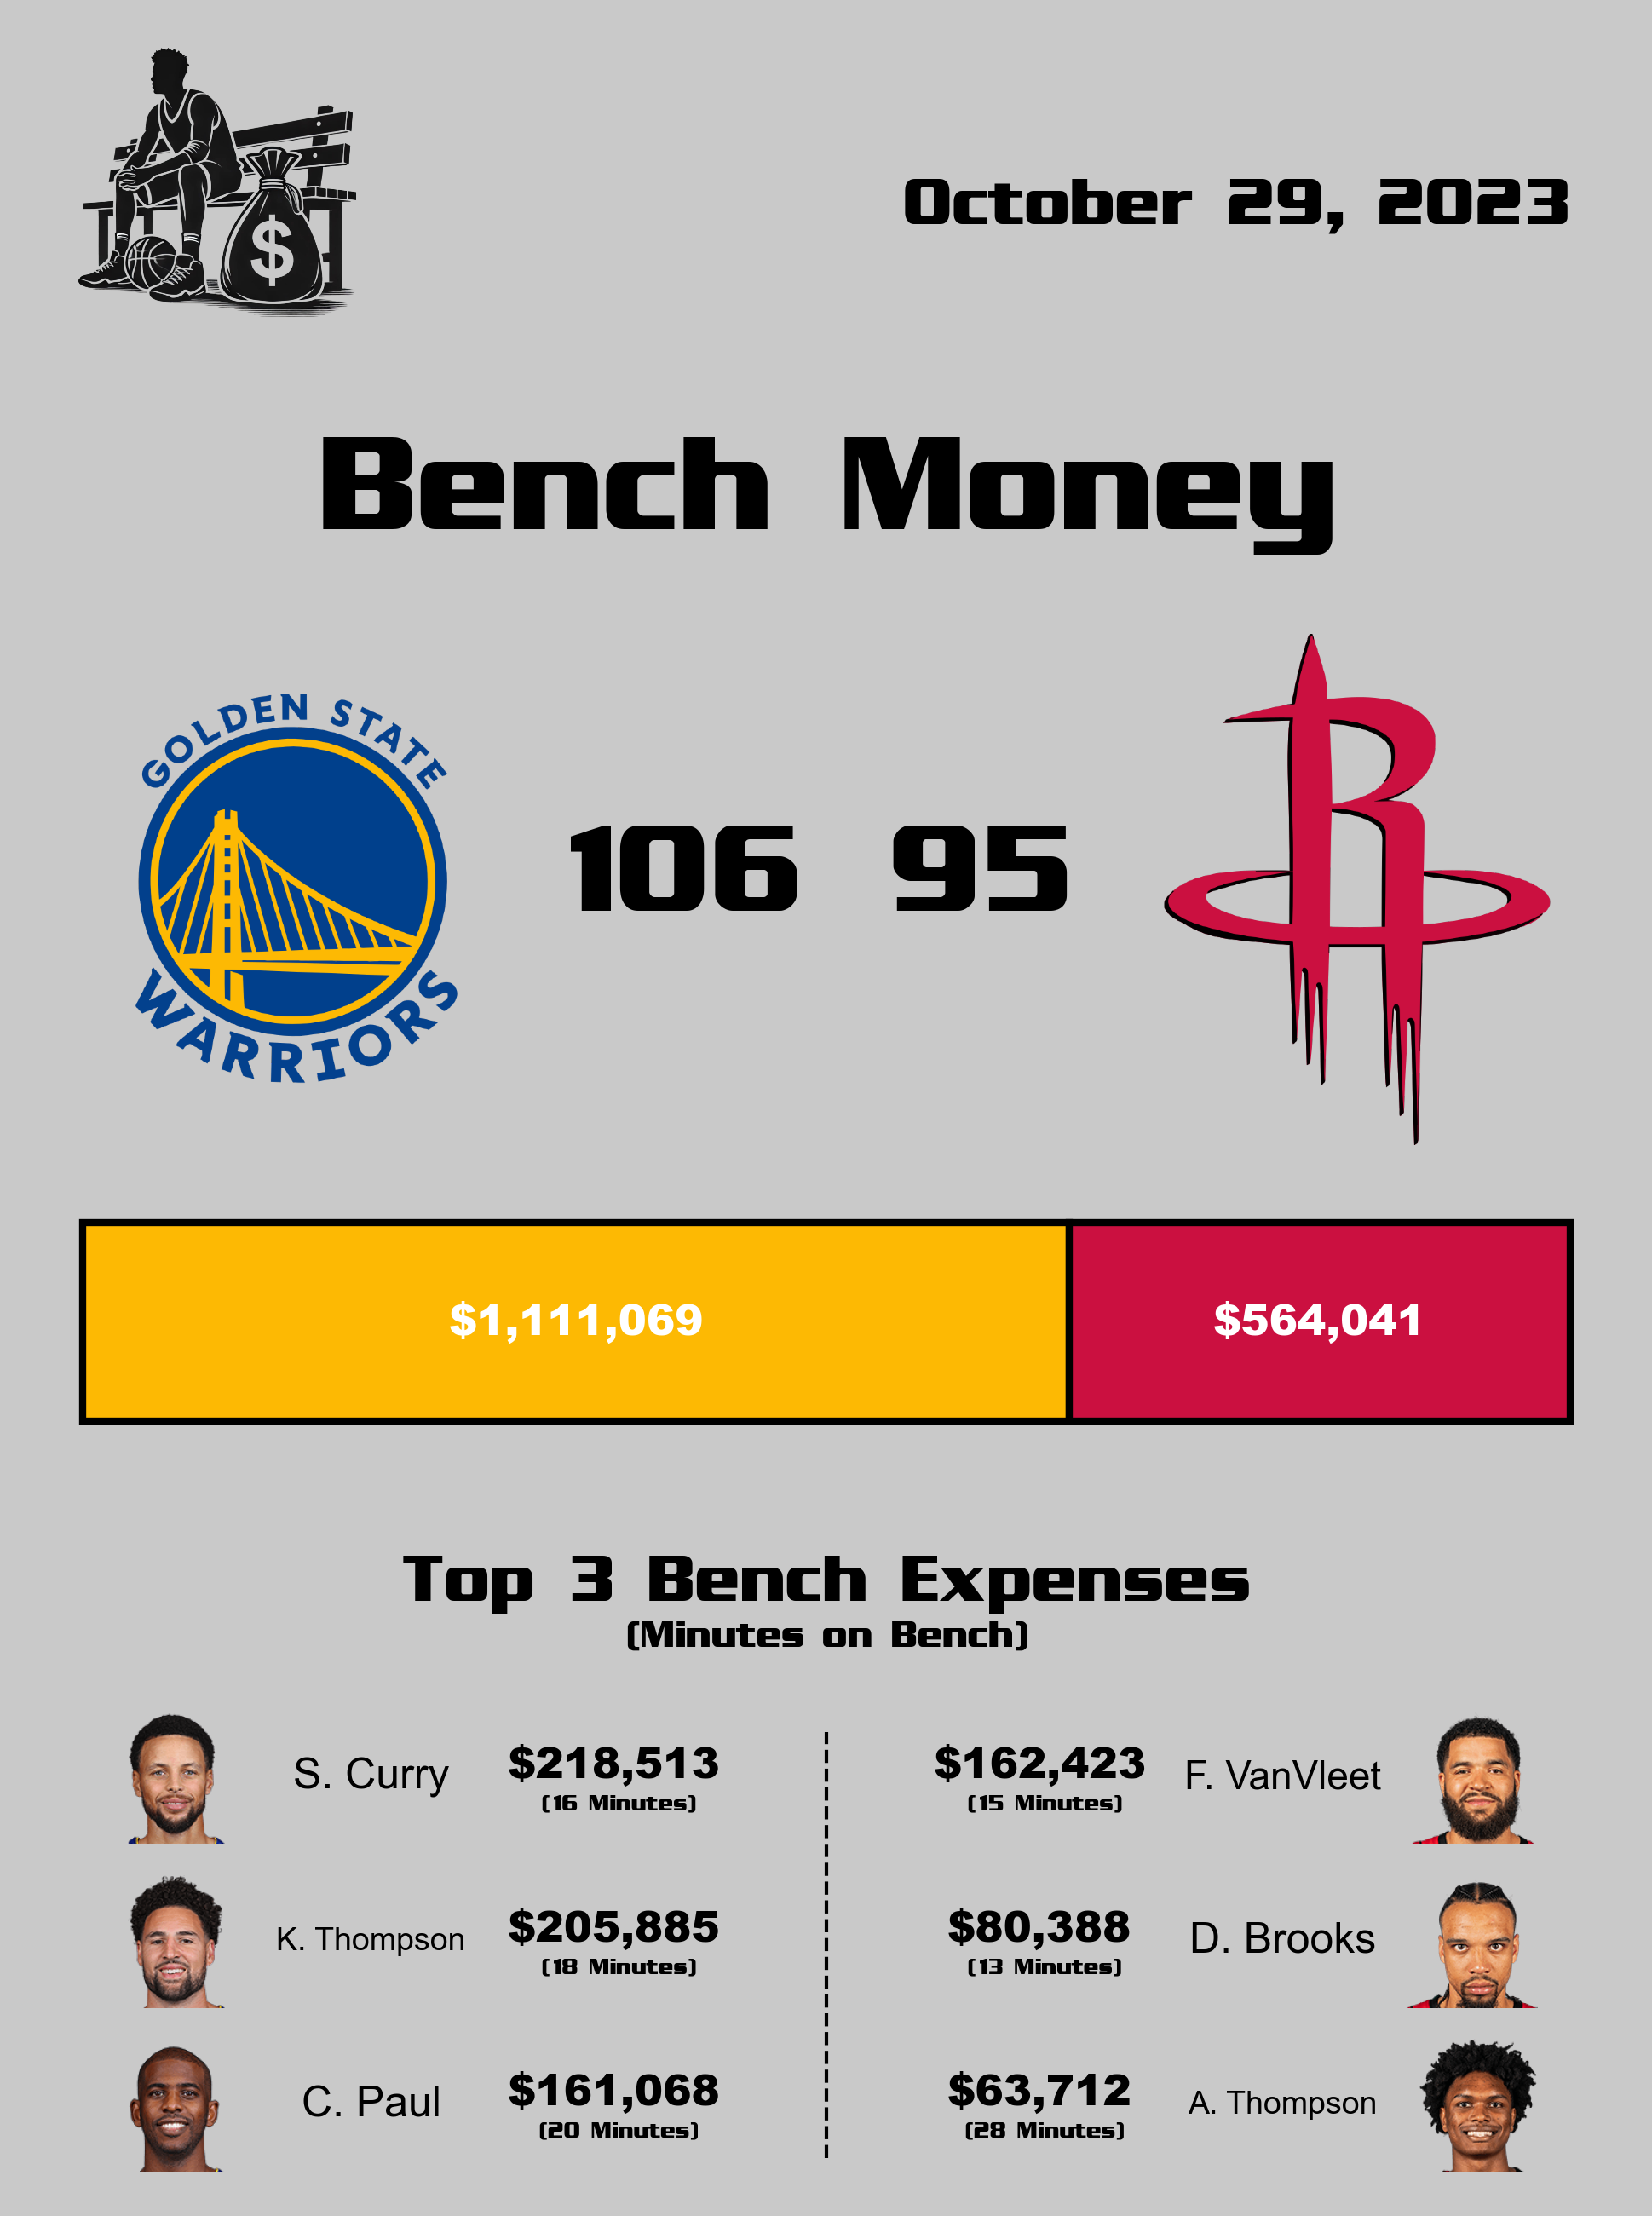 $
October 29, 2023
Bench Money
GOLDEN STATE
WARRIORS
106 95
R
$1,111,069 $564,041
Top 3 Bench Expenses
(Minutes on Bench)
S. Curry $218,513 $162,423 F. VanVleet
(16 Minutes) (15 Minutes)
K. Thompson $205,885 $80,388 D. Brooks
(18 Minutes) (13 Minutes)
C. Paul $161,068 $63,712 A. Thompson
(20 Minutes) (28 Minutes)